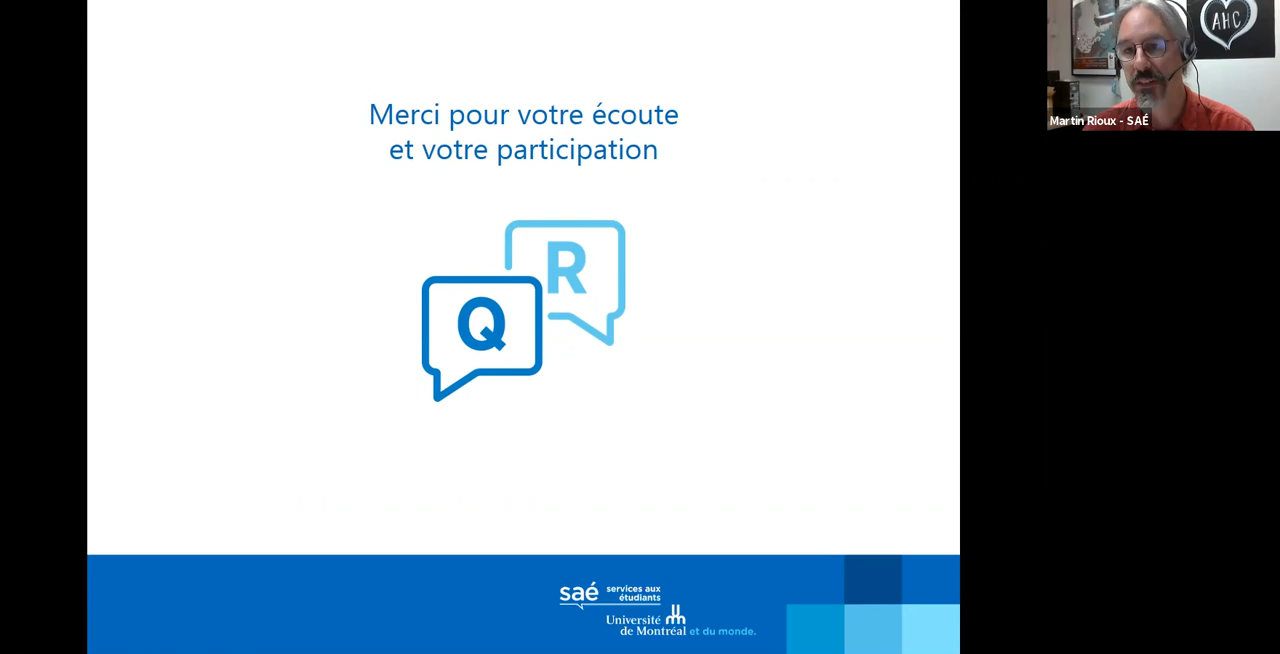 Merci pour votre écoute
et votre participation
R
Q
AHC
Martin Rioux - SAÉ
saé services aux
étudiants
Université
de Montréal et du monde.